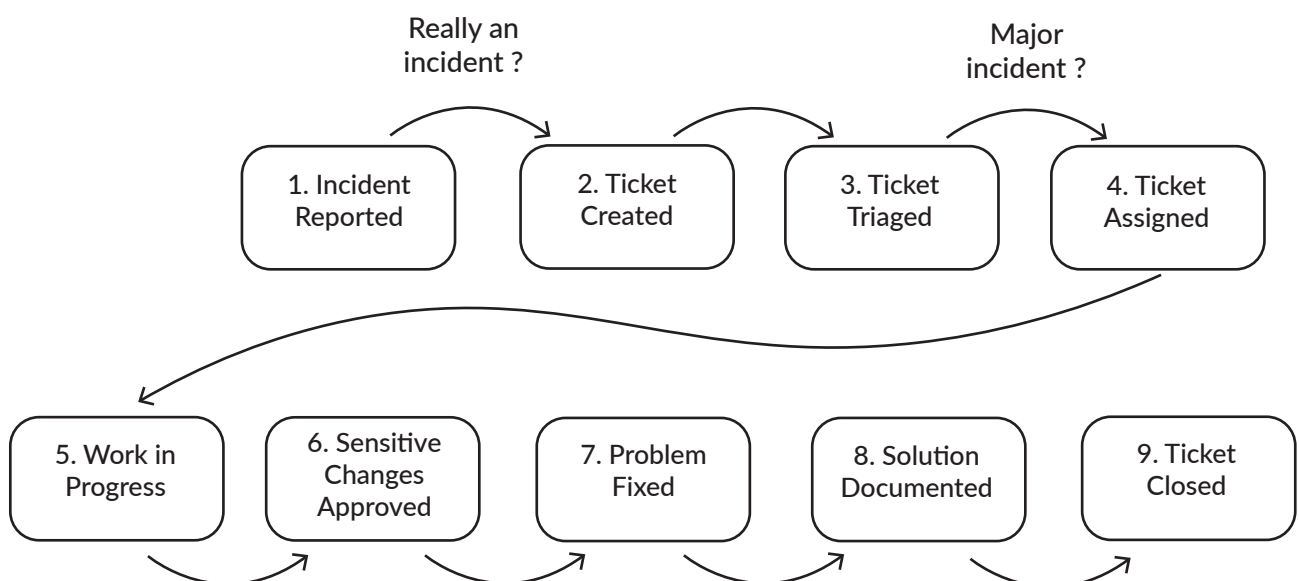 Really an
incident ?
Major
incident ?
1. Incident
Reported
2. Ticket
Created
3. Ticket
Triaged
4. Ticket
Assigned
5. Work in
Progress
6. Sensitive
Changes
Approved
7. Problem
Fixed
8. Solution
Documented
9. Ticket
Closed